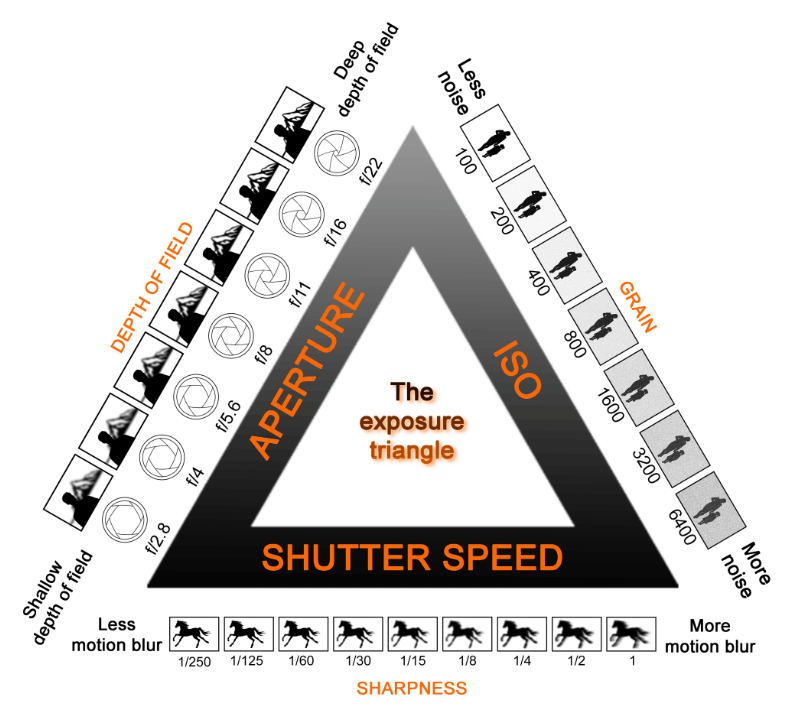 Deep
depth of field
f/22
f/16
f/11
f/8
f/5.6
f/4
f/2.8
Shallow
depth of field
DEPTH OF FIELD
APERTURE
Less
noise
100
200
400
800
1600
3200
6400
More
noise
GRAIN
ISO
The
exposure
triangle
SHUTTER SPEED
Less
motion blur
1/250
1/125
1/60
1/30
1/15
1/8
1/4
1/2
1
More
motion blur
SHARPNESS